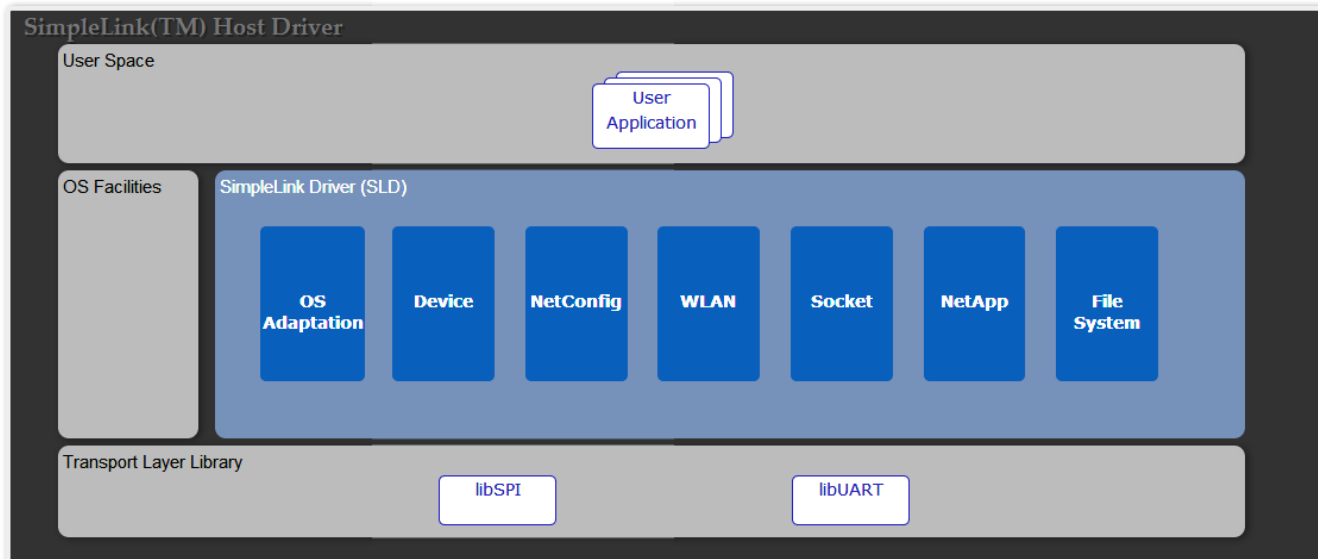 SimpleLink(TM) Host Driver
User Space
User
Application
OS Facilities
SimpleLink Driver (SLD)
OS
Adaptation
Device
NetConfig
WLAN
Socket
NetApp
File
System
Transport Layer Library
libSPI
libUART